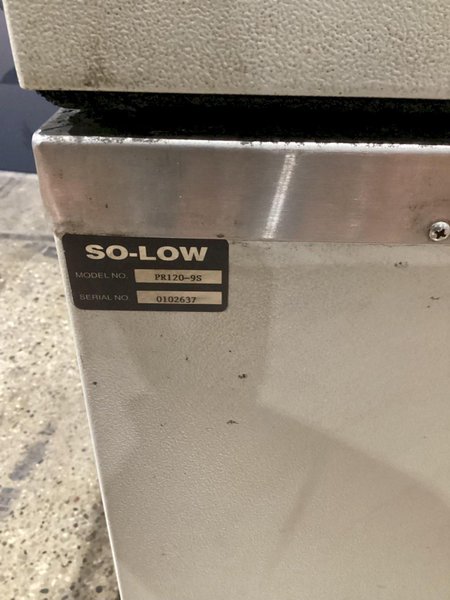 SO-LOW
MODEL NO. PR120-9S
SERIAL NO. 0102637